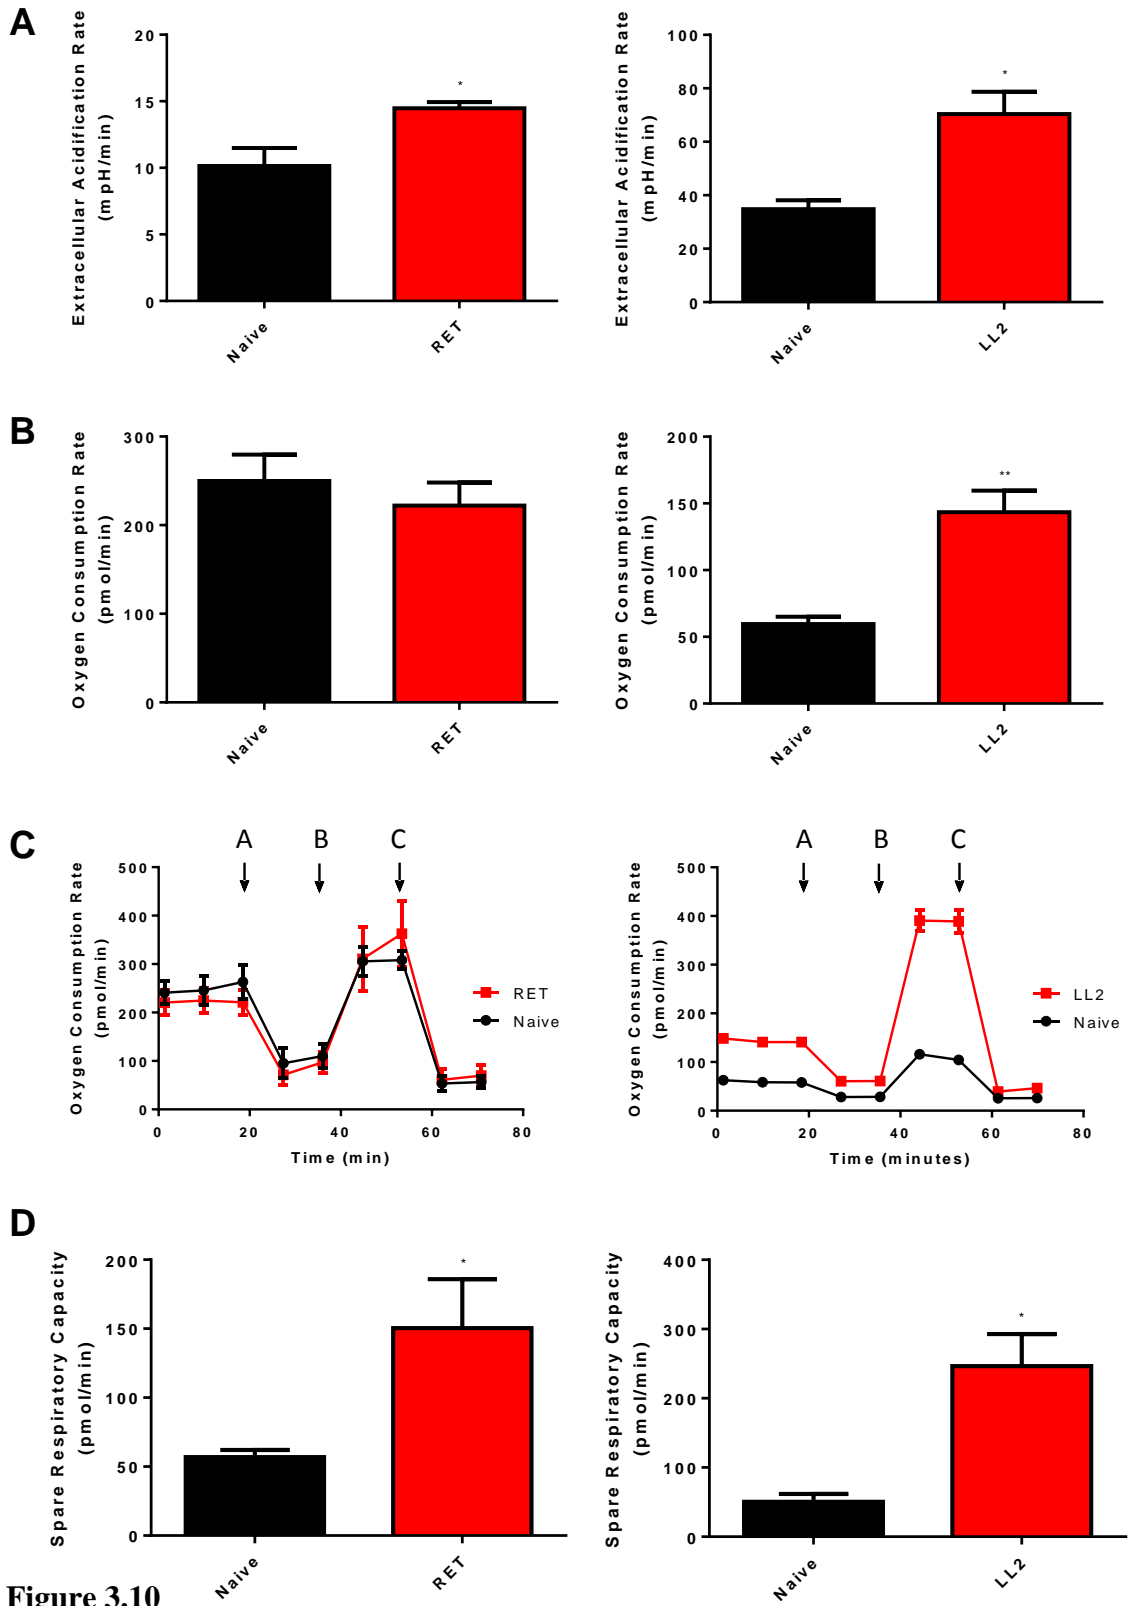 A
Extracellular Acidification Rate
(mpH/min)
20
15
10
5
0
*
Naive
RET
Extracellular Acidification Rate
(mpH/min)
100
80
60
40
20
0
*
Naive
LL2
B
Oxygen Consumption Rate
(pmol/min)
300
200
100
0
Naive
RET
Oxygen Consumption Rate
(pmol/min)
200
150
100
50
0
**
Naive
LL2
C
Oxygen Consumption Rate
(pmol/min)
500
400
300
200
100
0
A B C
RET
Naive
0 20 40 60 80
Time (min)
Oxygen Consumption Rate
(pmol/min)
500
400
300
200
100
0
A B C
LL2
Naive
0 20 40 60 80
Time (minutes)
D
Spare Respiratory Capacity
(pmol/min)
200
150
100
50
0
*
Naive
RET
Spare Respiratory Capacity
(pmol/min)
400
300
200
100
0
*
Naive
LL2
Figure 3.10